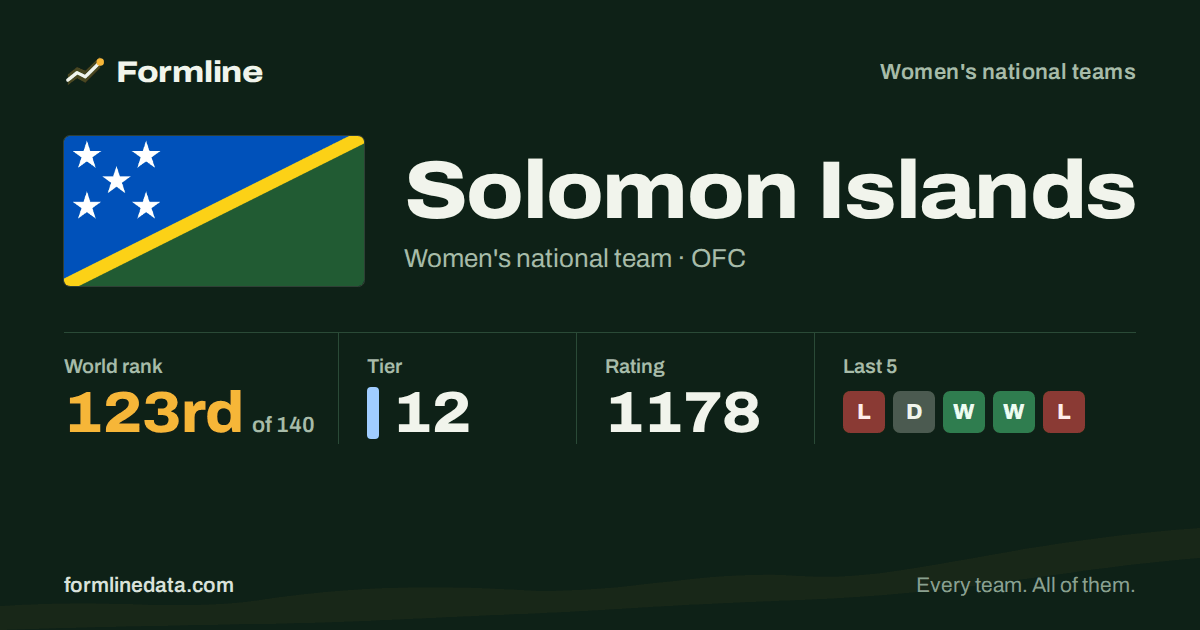 Formline
Women's national teams
Solomon Islands
Women's national team · OFC
World rank
123rd of 140
Tier
12
Rating
1178
Last 5
L D W W L
formlinedata.com
Every team. All of them.